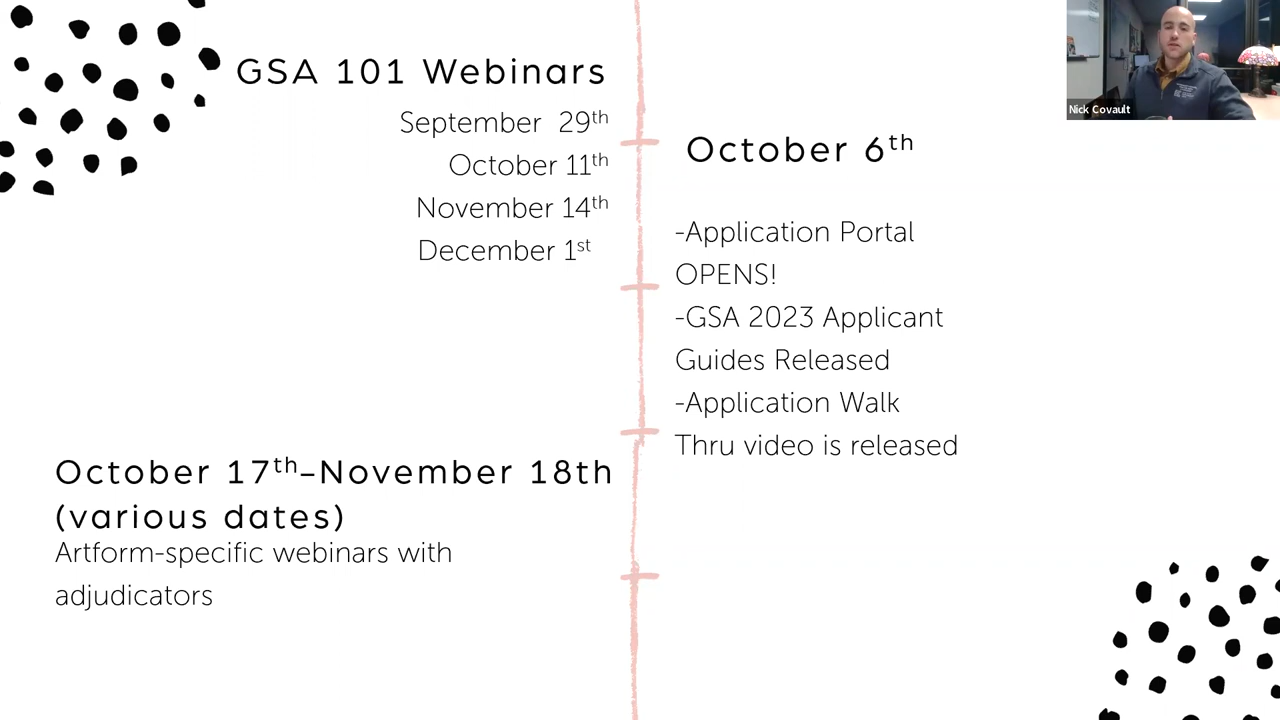 GSA 101 Webinars
September 29th
October 11th
November 14th
December 1st
October 6th
-Application Portal
OPENS!
-GSA 2023 Applicant
Guides Released
-Application Walk
Thru video is released
October 17th-November 18th
(various dates)
Artform-specific webinars with
adjudicators
Nick Covault